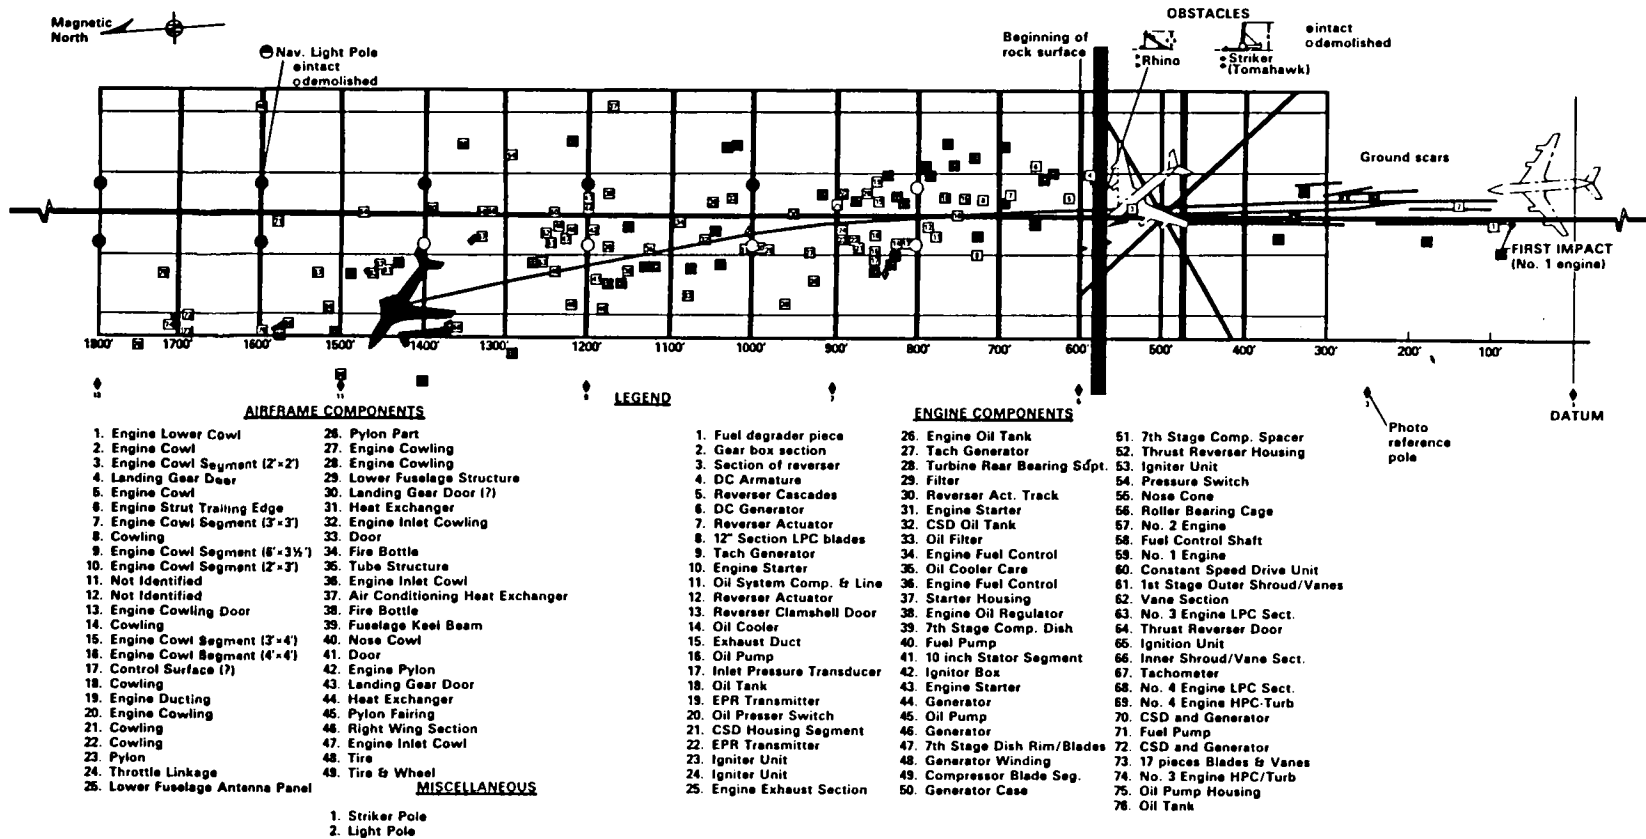 Magnetic
North
Nav. Light Pole
intact
demolished
Beginning of
rock surface
OBSTACLES
Rhino
Striker
(Tomahawk)
intact
demolished
Ground scars
FIRST IMPACT
(No. 1 engine)
1800' 1700' 1600' 1500' 1400' 1300' 1200' 1100' 1000' 900' 800' 700' 600' 500' 400' 300' 200' 100'
DATUM
Photo
reference
pole
LEGEND
AIRFRAME COMPONENTS
1. Engine Lower Cowl
2. Engine Cowl
3. Engine Cowl Segment (2'×2')
4. Landing Gear Door
5. Engine Cowl
6. Engine Strut Trailing Edge
7. Engine Cowl Segment (3'×3')
8. Cowling
9. Engine Cowl Segment (6'×3½')
10. Engine Cowl Segment (2'×3')
11. Not Identified
12. Not Identified
13. Engine Cowling Door
14. Cowling
15. Engine Cowl Segment (3'×4')
16. Engine Cowl Segment (4'×4')
17. Control Surface (?)
18. Cowling
19. Engine Ducting
20. Engine Cowling
21. Cowling
22. Cowling
23. Pylon
24. Throttle Linkage
25. Lower Fuselage Antenna Panel
26. Pylon Part
27. Engine Cowling
28. Engine Cowling
29. Lower Fuselage Structure
30. Landing Gear Door (?)
31. Heat Exchanger
32. Engine Inlet Cowling
33. Door
34. Fire Bottle
35. Tube Structure
36. Engine Inlet Cowl
37. Air Conditioning Heat Exchanger
38. Fire Bottle
39. Fuselage Keel Beam
40. Nose Cowl
41. Door
42. Engine Pylon
43. Landing Gear Door
44. Heat Exchanger
45. Pylon Fairing
46. Right Wing Section
47. Engine Inlet Cowl
48. Tire
49. Tire & Wheel
MISCELLANEOUS
1. Striker Pole
2. Light Pole
ENGINE COMPONENTS
1. Fuel degrader piece
2. Gear box section
3. Section of reverser
4. DC Armature
5. Reverser Cascades
6. DC Generator
7. Reverser Actuator
8. 12" Section LPC blades
9. Tach Generator
10. Engine Starter
11. Oil System Comp. & Line
12. Reverser Actuator
13. Reverser Clamshell Door
14. Oil Cooler
15. Exhaust Duct
16. Oil Pump
17. Inlet Pressure Transducer
18. Oil Tank
19. EPR Transmitter
20. Oil Presser Switch
21. CSD Housing Segment
22. EPR Transmitter
23. Igniter Unit
24. Igniter Unit
25. Engine Exhaust Section
26. Engine Oil Tank
27. Tach Generator
28. Turbine Rear Bearing Supt.
29. Filter
30. Reverser Act. Track
31. Engine Starter
32. CSD Oil Tank
33. Oil Filter
34. Engine Fuel Control
35. Oil Cooler Care
36. Engine Fuel Control
37. Starter Housing
38. Engine Oil Regulator
39. 7th Stage Comp. Dish
40. Fuel Pump
41. 10 inch Stator Segment
42. Ignitor Box
43. Engine Starter
44. Generator
45. Oil Pump
46. Generator
47. 7th Stage Dish Rim/Blades
48. Generator Winding
49. Compressor Blade Seg.
50. Generator Case
51. 7th Stage Comp. Spacer
52. Thrust Reverser Housing
53. Igniter Unit
54. Pressure Switch
55. Nose Cone
56. Roller Bearing Cage
57. No. 2 Engine
58. Fuel Control Shaft
59. No. 1 Engine
60. Constant Speed Drive Unit
61. 1st Stage Outer Shroud/Vanes
62. Vane Section
63. No. 3 Engine LPC Sect.
64. Thrust Reverser Door
65. Ignition Unit
66. Inner Shroud/Vane Sect.
67. Tachometer
68. No. 4 Engine LPC Sect.
69. No. 4 Engine HPC-Turb
70. CSD and Generator
71. Fuel Pump
72. CSD and Generator
73. 17 pieces Blades & Vanes
74. No. 3 Engine HPC/Turb
75. Oil Pump Housing
76. Oil Tank